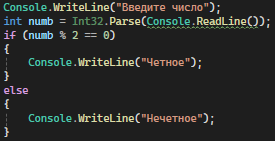 Console.WriteLine("Введите число");
int numb = Int32.Parse(Console.ReadLine());
if (numb % 2 == 0)
{
    Console.WriteLine("Четное");
}
else
{
    Console.WriteLine("Нечетное");
}